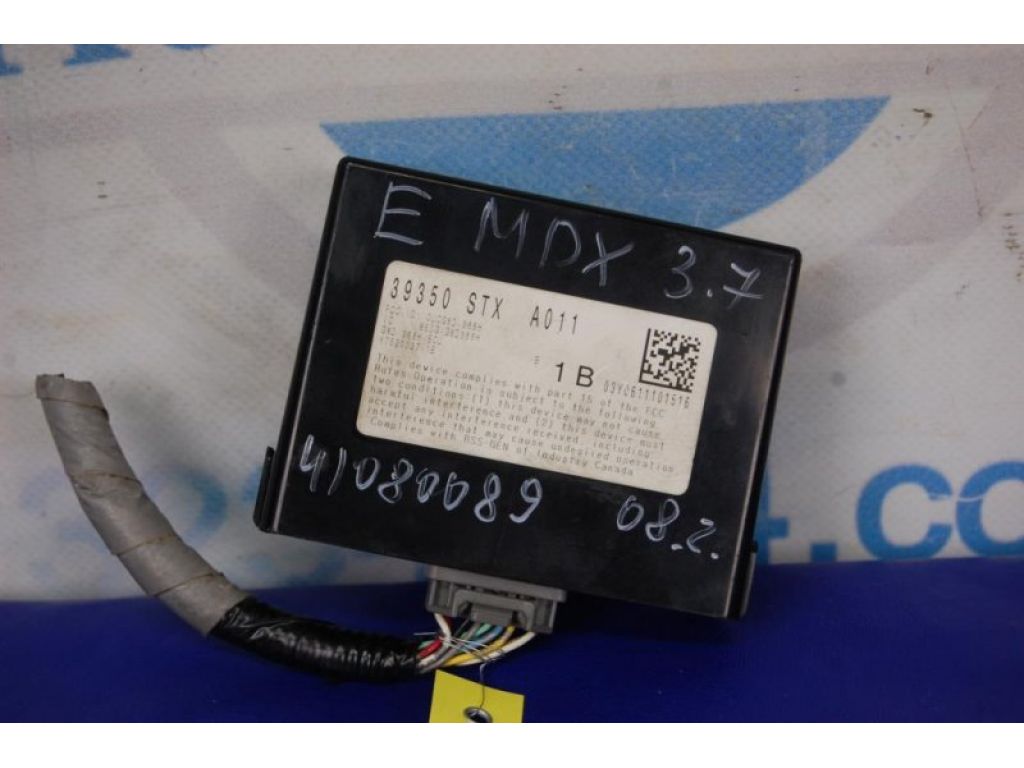 E MDX 3.7
39350 STX A011
1B 03Y0611101516
This device complies with part 15 of the FCC
Rules. Operation is subject to the following
two conditions: (1) this device may not cause
harmful interference and (2) this device must
accept any interference received, including
interference that may cause undesired operation
Complies with RSS-GEN of Industry Canada
41080089 08.г.
.co